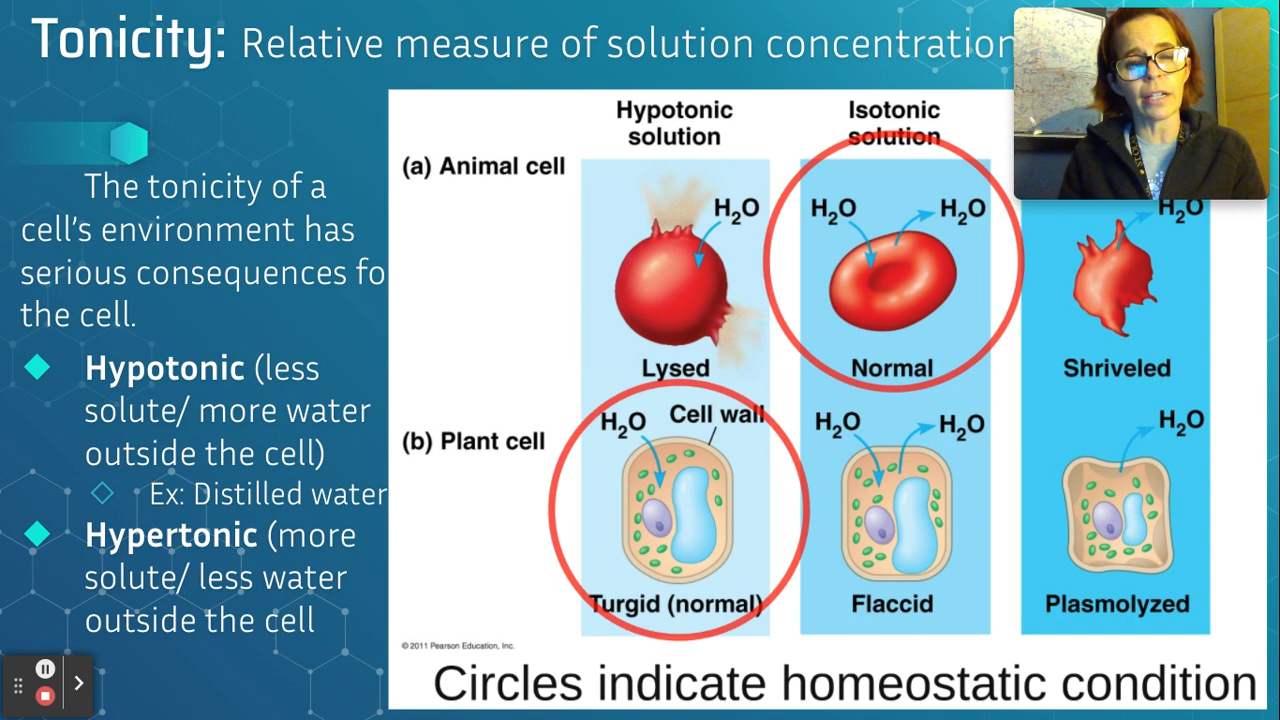 Tonicity: Relative measure of solution concentration
The tonicity of a
cell's environment has
serious consequences fo
the cell.
Hypotonic (less
solute/ more water
outside the cell)
Ex: Distilled water
Hypertonic (more
solute/ less water
outside the cell
Hypotonic
solution
Isotonic
solution
(a) Animal cell
H₂O
H₂O
H₂O
H₂O
Lysed
Normal
Shriveled
(b) Plant cell
H₂O
Cell wall
H₂O
H₂O
H₂O
Turgid (normal)
Flaccid
Plasmolyzed
© 2011 Pearson Education, Inc.
Circles indicate homeostatic condition